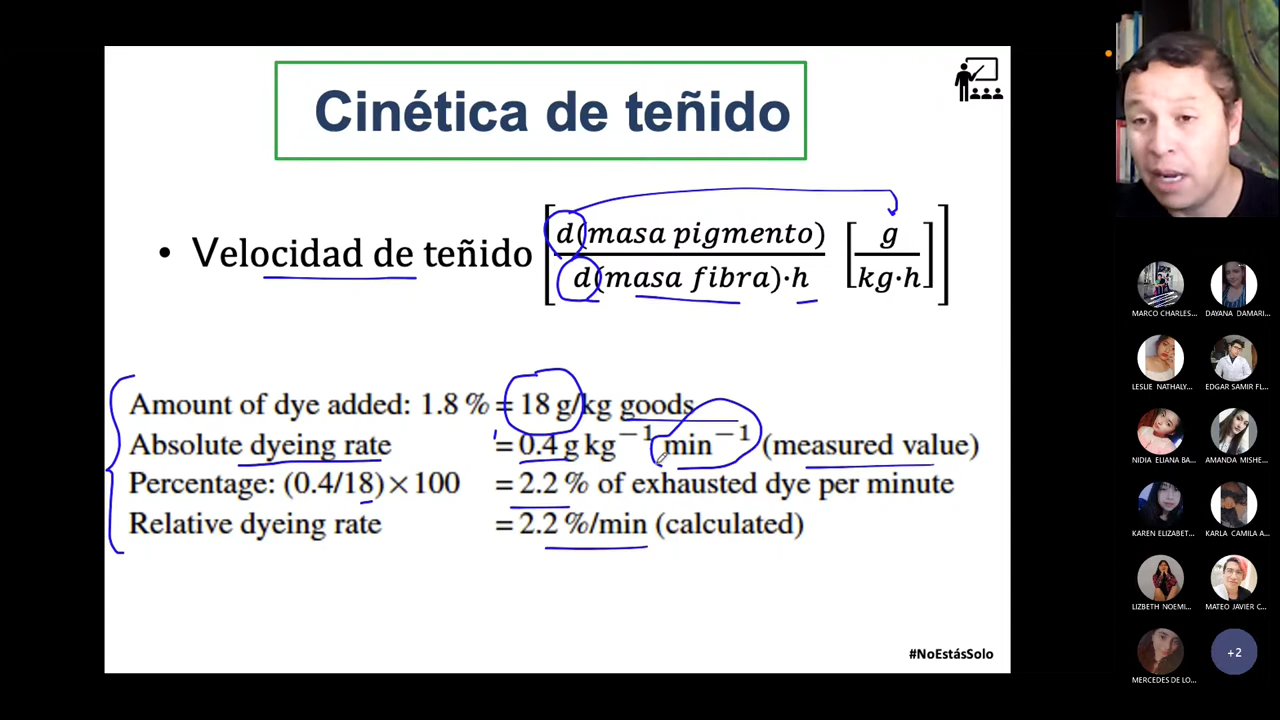 Cinética de teñido
• Velocidad de teñido [d(masa pigmento) / d(masa fibra)·h [g / kg·h]]
Amount of dye added: 1.8 % = 18 g/kg goods
Absolute dyeing rate = 0.4 g kg⁻¹ min⁻¹ (measured value)
Percentage: (0.4/18)×100 = 2.2 % of exhausted dye per minute
Relative dyeing rate = 2.2 %/min (calculated)
#NoEstásSolo
MARCO CHARLES...
DAYANA DAMARI...
LESLIE NATHALY...
EDGAR SAMIR FL...
NIDIA ELIANA BA...
AMANDA MISHE...
KAREN ELIZABET...
KARLA CAMILA A...
LIZBETH NOEMI...
MATEO JAVIER C...
MERCEDES DE LO...
+2